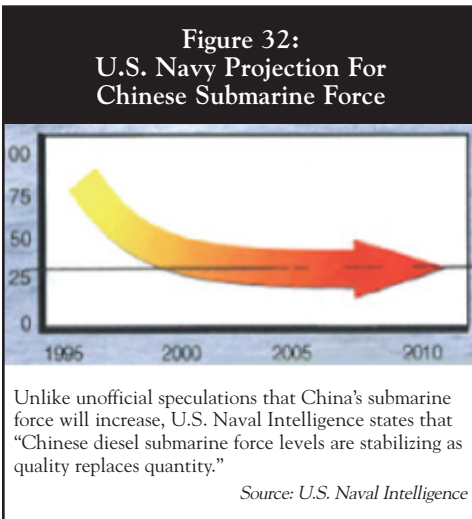 Figure 32:
U.S. Navy Projection For
Chinese Submarine Force
00
75
50
25
0
1995 2000 2005 2010
Unlike unofficial speculations that China's submarine
force will increase, U.S. Naval Intelligence states that
“Chinese diesel submarine force levels are stabilizing as
quality replaces quantity.”
Source: U.S. Naval Intelligence